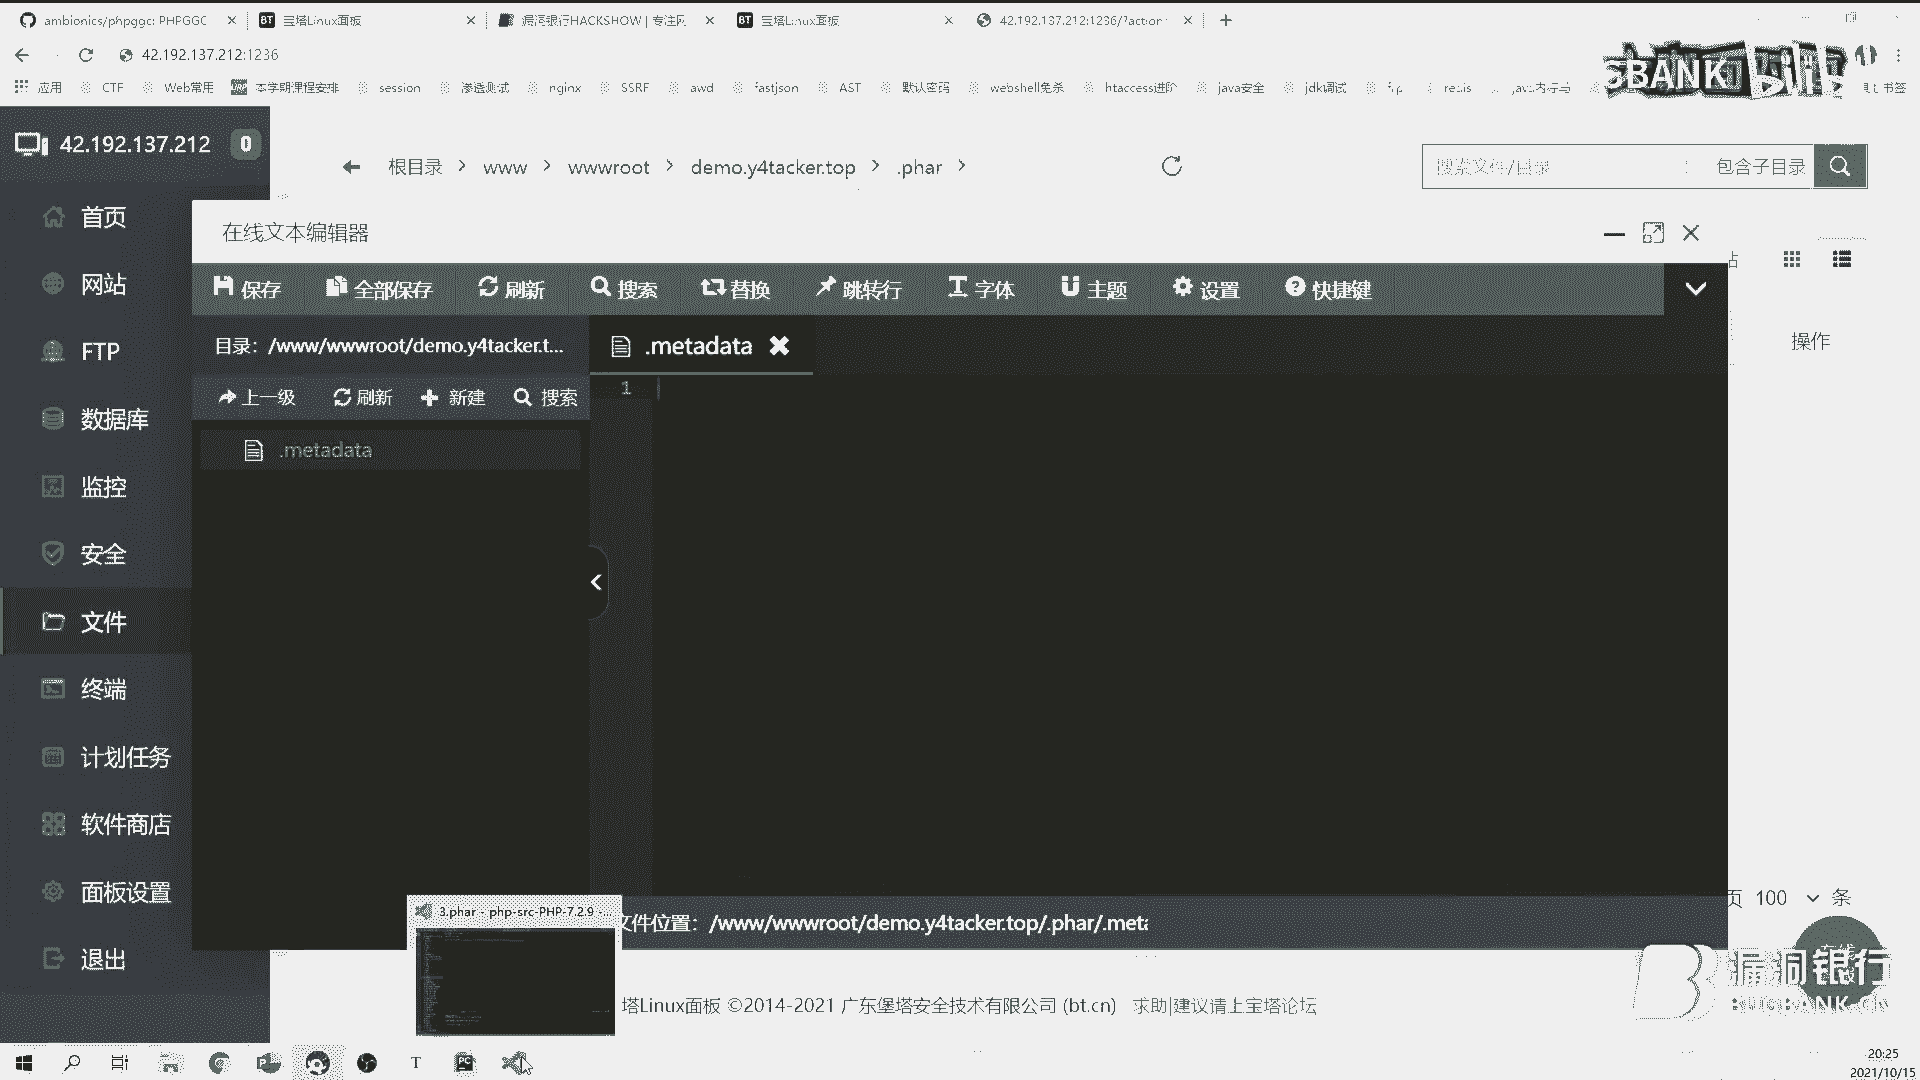 ambionics/phpggc: PHPGGC
BT 宝塔Linux面板
漏洞银行HACKSHOW | 专注网
BT 宝塔Linux面板
42.192.137.212:1236/?action
42.192.137.212:1236
应用 CTF Web常用 本学期课程安排 session 渗透测试 nginx SSRF awd fastjson AST 默认密码 webshell免杀 htaccess进阶 java安全 jdk调试
SBANK
42.192.137.212 0
根目录 > www > wwwroot > demo.y4tacker.top > .phar >
搜索文件/目录 包含子目录
首页
网站
FTP
数据库
监控
安全
文件
终端
计划任务
软件商店
面板设置
退出
在线文本编辑器
保存 全部保存 刷新 搜索 替换 跳转行 字体 主题 设置 快捷键
目录: /www/wwwroot/demo.y4tacker.t...
.metadata
上一级 刷新 新建 搜索
1
.metadata
操作
页 100 条
3.phar - php-src-PHP-7.2.9 -...
文件位置: /www/wwwroot/demo.y4tacker.top/.phar/.meta
塔Linux面板 ©2014-2021 广东堡塔安全技术有限公司 (bt.cn) 求助|建议请上宝塔论坛
漏洞银行
BUGBANK.cn
20:25
2021/10/15